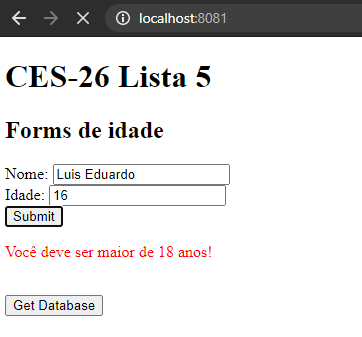 localhost:8081
CES-26 Lista 5
Forms de idade
Nome: Luis Eduardo
Idade: 16
Submit
Você deve ser maior de 18 anos!
Get Database